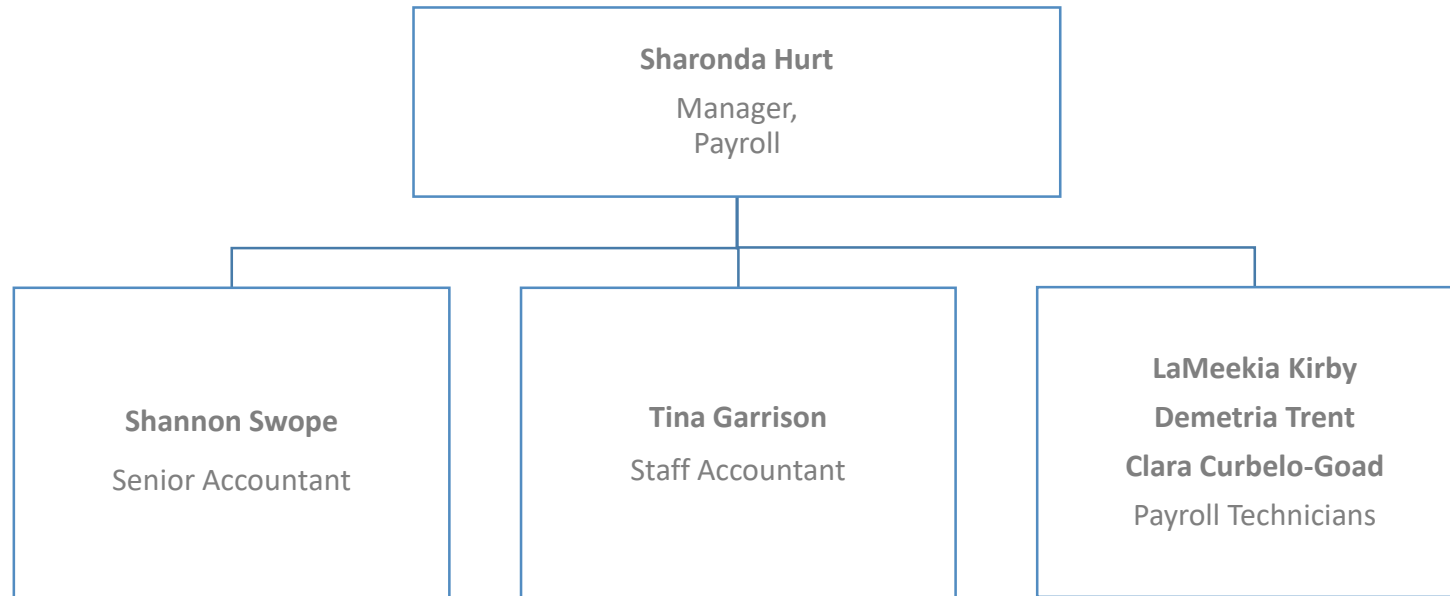 Sharonda Hurt
Manager,
Payroll
Shannon Swope
Senior Accountant
Tina Garrison
Staff Accountant
LaMeekia Kirby
Demetria Trent
Clara Curbelo-Goad
Payroll Technicians